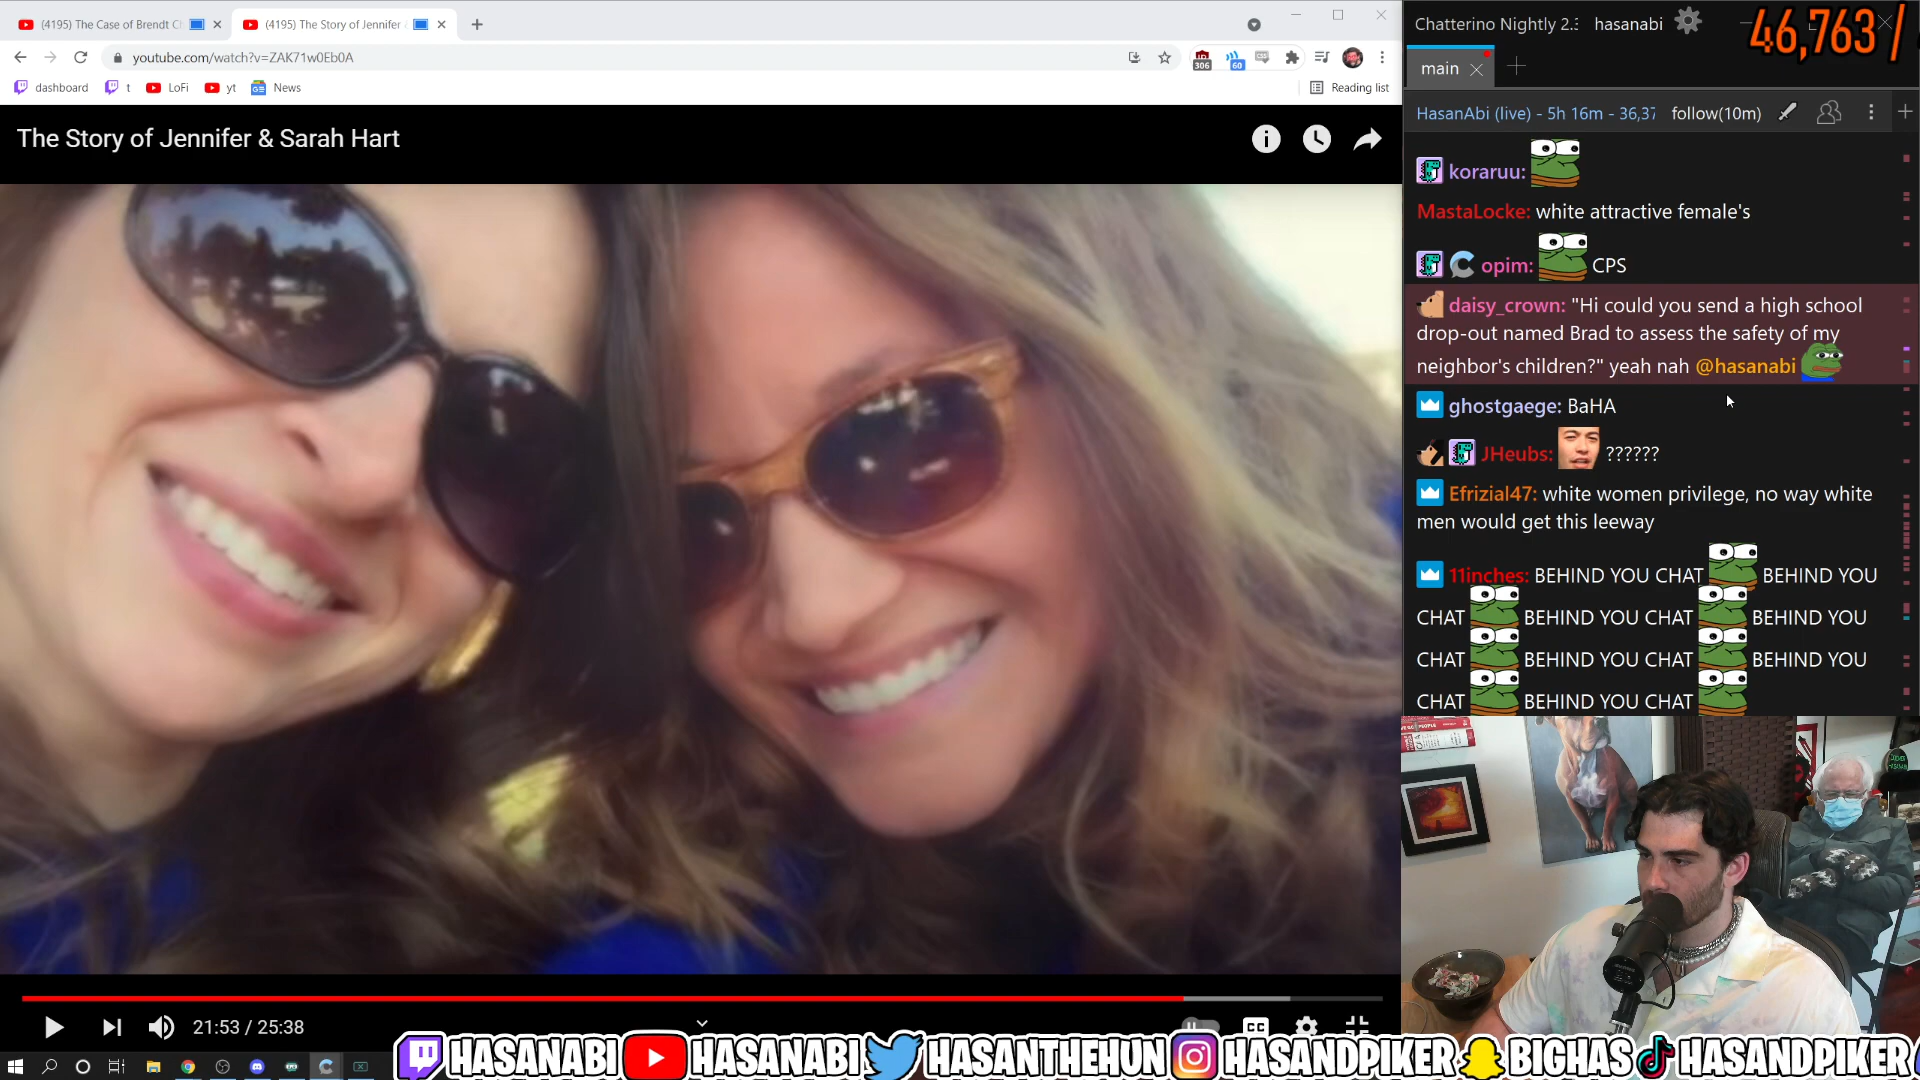 (4195) The Case of Brendt C
(4195) The Story of Jennifer
youtube.com/watch?v=ZAK71w0Eb0A
306
60
dashboard
t
LoFi
yt
News
Reading list
The Story of Jennifer & Sarah Hart
21:53 / 25:38
CC
Chatterino Nightly 2.
hasanabi
46,763 /
main
HasanAbi (live) - 5h 16m - 36,37
follow(10m)
koraruu:
MastaLocke: white attractive female's
opim: CPS
daisy_crown: "Hi could you send a high school
drop-out named Brad to assess the safety of my
neighbor's children?" yeah nah @hasanabi
ghostgaege: BaHA
JHeubs: ??????
Efrizial47: white women privilege, no way white
men would get this leeway
11inches: BEHIND YOU CHAT BEHIND YOU
CHAT BEHIND YOU CHAT BEHIND YOU
CHAT BEHIND YOU CHAT BEHIND YOU
CHAT BEHIND YOU CHAT
HASANABI HASANABI HASANTHEHUN HASANDPIKER BIGHAS HASANDPIKER